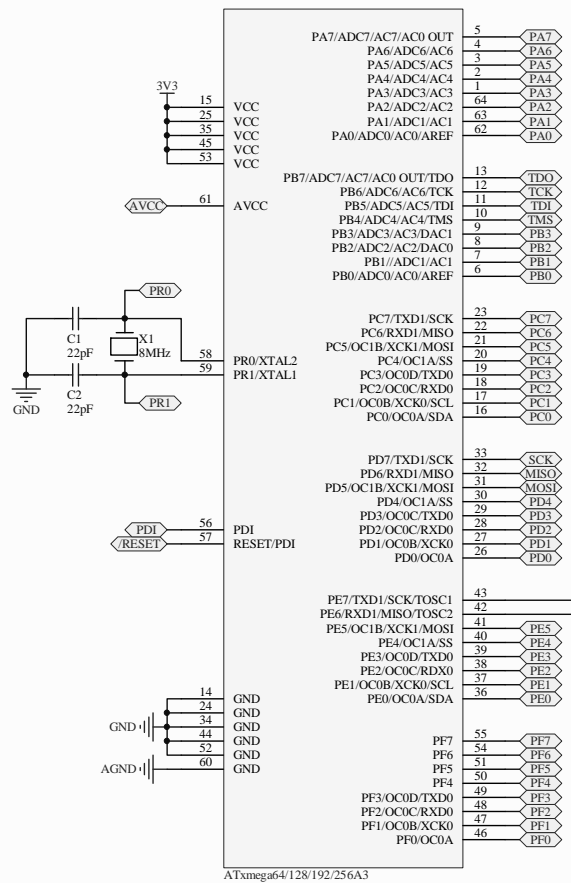 PA7/ADC7/AC7/AC0 OUT 5 PA7
PA6/ADC6/AC6 4 PA6
PA5/ADC5/AC5 3 PA5
PA4/ADC4/AC4 2 PA4
PA3/ADC3/AC3 1 PA3
PA2/ADC2/AC2 64 PA2
PA1/ADC1/AC1 63 PA1
PA0/ADC0/AC0/AREF 62 PA0
3V3
15 VCC
25 VCC
35 VCC
45 VCC
53 VCC
PB7/ADC7/AC7/AC0 OUT/TDO 13 TDO
PB6/ADC6/AC6/TCK 12 TCK
PB5/ADC5/AC5/TDI 11 TDI
PB4/ADC4/AC4/TMS 10 TMS
PB3/ADC3/AC3/DAC1 9 PB3
PB2/ADC2/AC2/DAC0 8 PB2
PB1//ADC1/AC1 7 PB1
PB0/ADC0/AC0/AREF 6 PB0
AVCC 61 AVCC
PR0
C1
22pF
X1
8MHz
58 PR0/XTAL2
59 PR1/XTAL1
C2
22pF
GND
PR1
PC7/TXD1/SCK 23 PC7
PC6/RXD1/MISO 22 PC6
PC5/OC1B/XCK1/MOSI 21 PC5
PC4/OC1A/SS 20 PC4
PC3/OC0D/TXD0 19 PC3
PC2/OC0C/RXD0 18 PC2
PC1/OC0B/XCK0/SCL 17 PC1
PC0/OC0A/SDA 16 PC0
PD7/TXD1/SCK 33 SCK
PD6/RXD1/MISO 32 MISO
PD5/OC1B/XCK1/MOSI 31 MOSI
PD4/OC1A/SS 30 PD4
PD3/OC0C/TXD0 29 PD3
PD2/OC0C/RXD0 28 PD2
PD1/OC0B/XCK0 27 PD1
PD0/OC0A 26 PD0
PDI 56 PDI
/RESET 57 RESET/PDI
PE7/TXD1/SCK/TOSC1 43
PE6/RXD1/MISO/TOSC2 42
PE5/OC1B/XCK1/MOSI 41 PE5
PE4/OC1A/SS 40 PE4
PE3/OC0D/TXD0 39 PE3
PE2/OC0C/RDX0 38 PE2
PE1/OC0B/XCK0/SCL 37 PE1
PE0/OC0A/SDA 36 PE0
14 GND
24 GND
GND 34 GND
44 GND
52 GND
AGND 60 GND
PF7 55 PF7
PF6 54 PF6
PF5 51 PF5
PF4 50 PF4
PF3/OC0D/TXD0 49 PF3
PF2/OC0C/RXD0 48 PF2
PF1/OC0B/XCK0 47 PF1
PF0/OC0A 46 PF0
ATxmega64/128/192/256A3